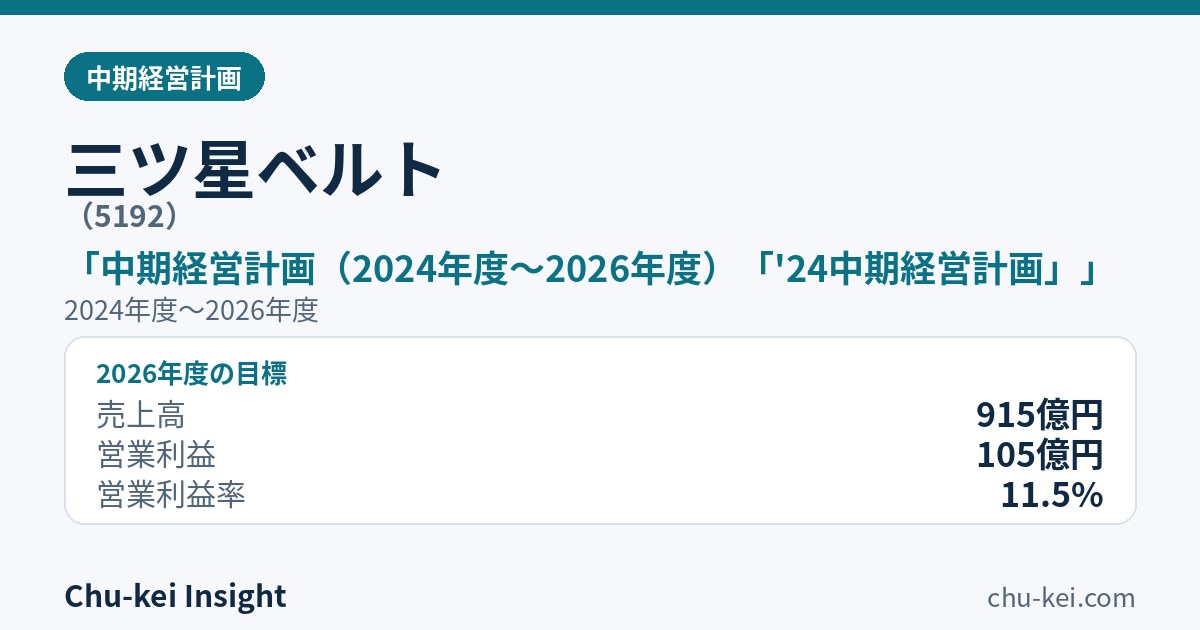 中期経営計画
三ツ星ベルト
（5192）
「中期経営計画（2024年度〜2026年度）「'24中期経営計画」」
2024年度〜2026年度
2026年度の目標
売上高 915億円
営業利益 105億円
営業利益率 11.5%
Chu-kei Insight chu-kei.com